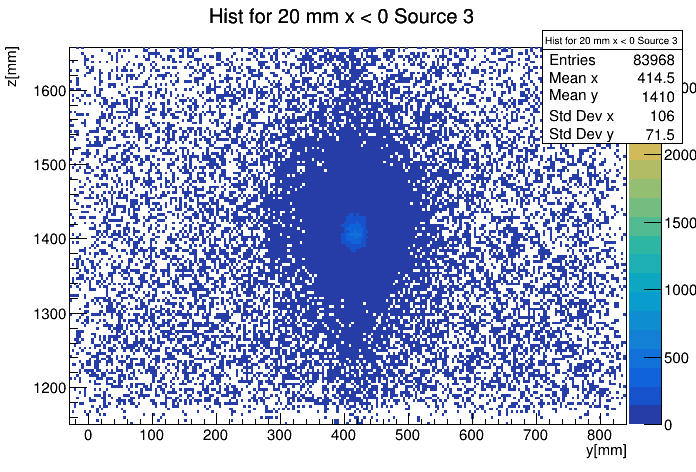 Hist for 20 mm x < 0 Source 3
Hist for 20 mm x < 0 Source 3
Entries 83968
Mean x 414.5
Mean y 1410
Std Dev x 106
Std Dev y 71.5
z[mm]
1600
1500
1400
1300
1200
0 100 200 300 400 500 600 700 800
y[mm]
2000
1500
1000
500
0